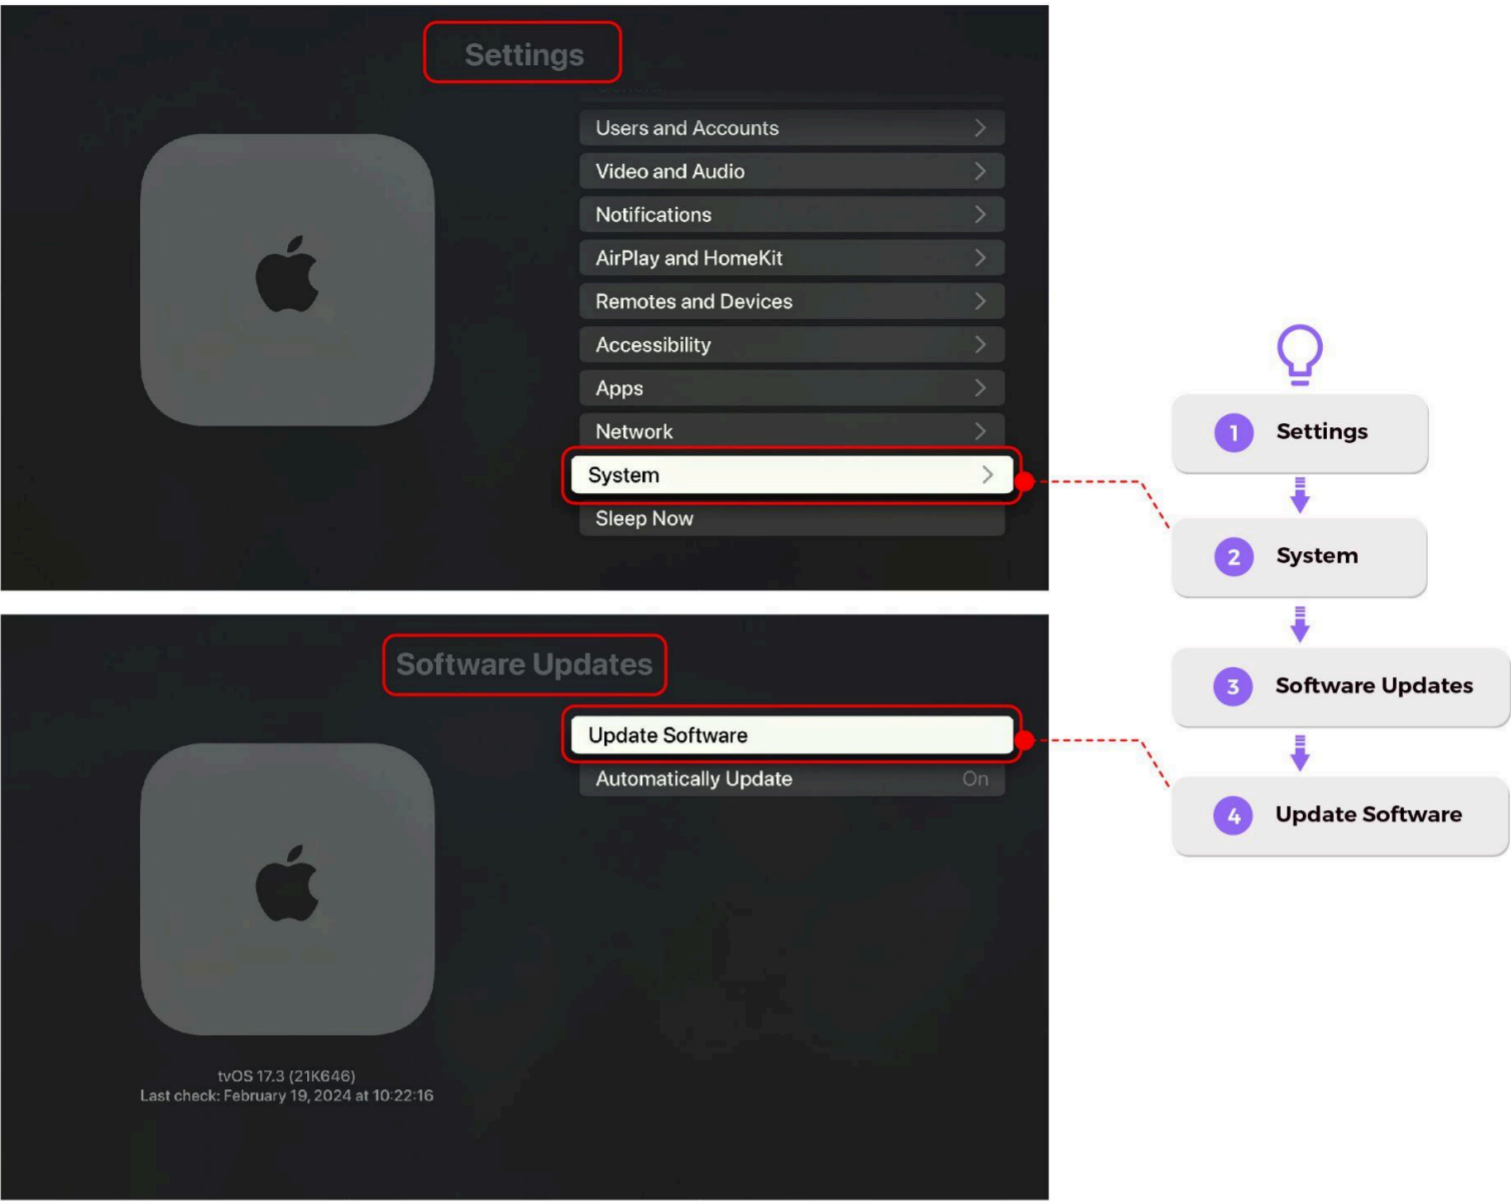 Settings
Users and Accounts
Video and Audio
Notifications
AirPlay and HomeKit
Remotes and Devices
Accessibility
Apps
Network
System
Sleep Now
Software Updates
Update Software
Automatically Update On
tvOS 17.3 (21K646)
Last check: February 19, 2024 at 10:22:16
1 Settings
2 System
3 Software Updates
4 Update Software